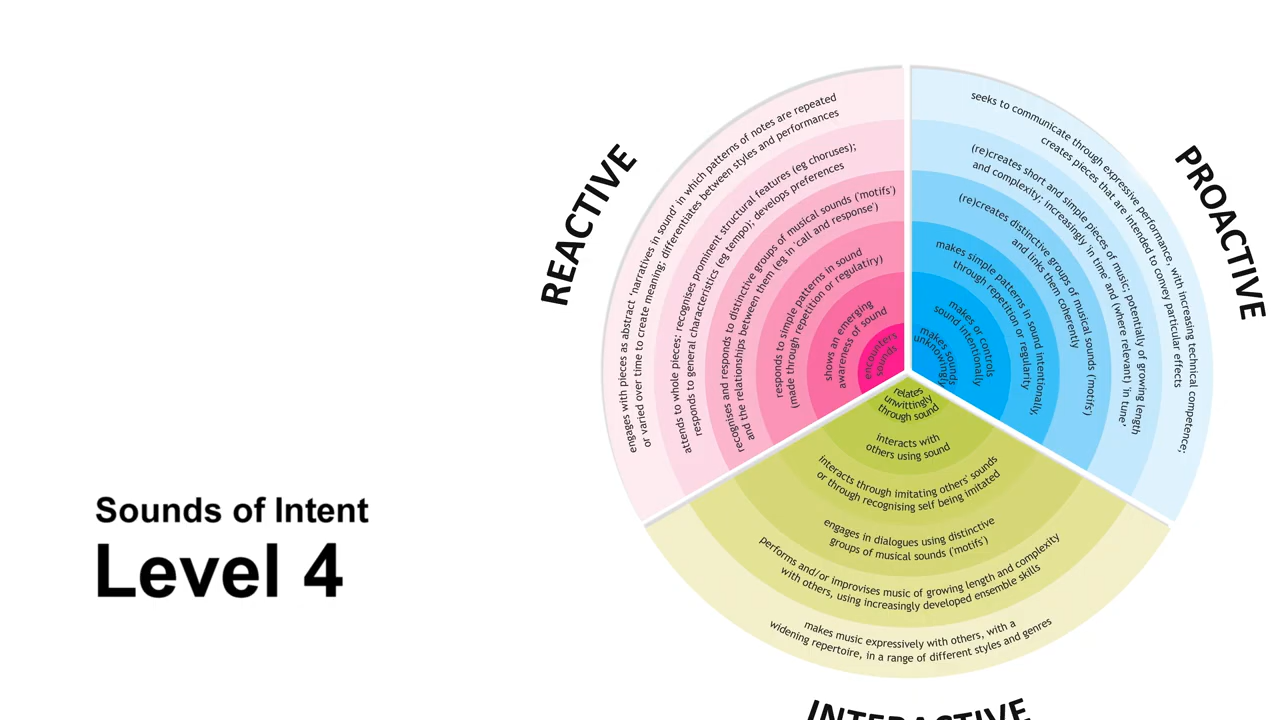 REACTIVE
engages with pieces as abstract 'narratives in sound' in which patterns of notes are repeated
or varied over time to create meaning; differentiates between styles and performances
attends to whole pieces; recognises prominent structural features (eg choruses);
responds to general characteristics (eg tempo); develops preferences
recognises and responds to distinctive groups of musical sounds ('motifs')
and the relationships between them (eg in 'call and response')
responds to simple patterns in sound
(made through repetition or regulatiry)
shows an emerging
awareness of sound
encounters
sounds
PROACTIVE
seeks to communicate through expressive performance, with increasing technical competence;
creates pieces that are intended to convey particular effects
(re)creates short and simple pieces of music; potentially of growing length
and complexity; increasingly 'in time' and (where relevant) 'in tune'
(re)creates distinctive groups of musical sounds ('motifs')
and links them coherently
makes simple patterns in sound intentionally,
through repetition or regularity
makes or controls
sound intentionally
makes sounds
unknowingly
relates
unwittingly
through sound
interacts with
others using sound
interacts through imitating others' sounds
or through recognising self being imitated
engages in dialogues using distinctive
groups of musical sounds ('motifs')
performs and/or improvises music of growing length and complexity
with others, using increasingly developed ensemble skills
makes music expressively with others, with a
widening repertoire, in a range of different styles and genres
INTERACTIVE
Sounds of Intent
Level 4